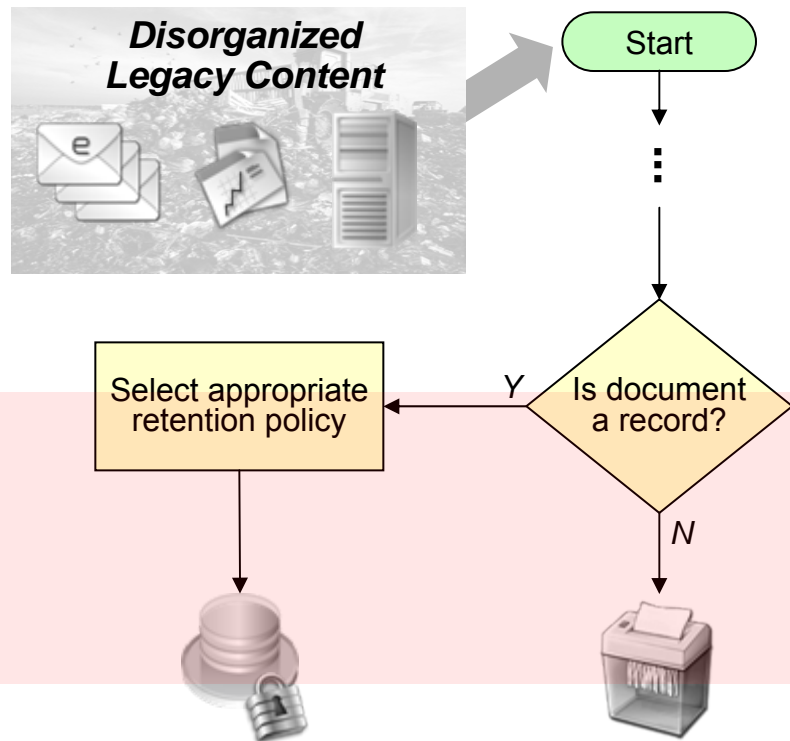 Disorganized
Legacy Content
Start
e
Is document
a record?
Y
Select appropriate
retention policy
N